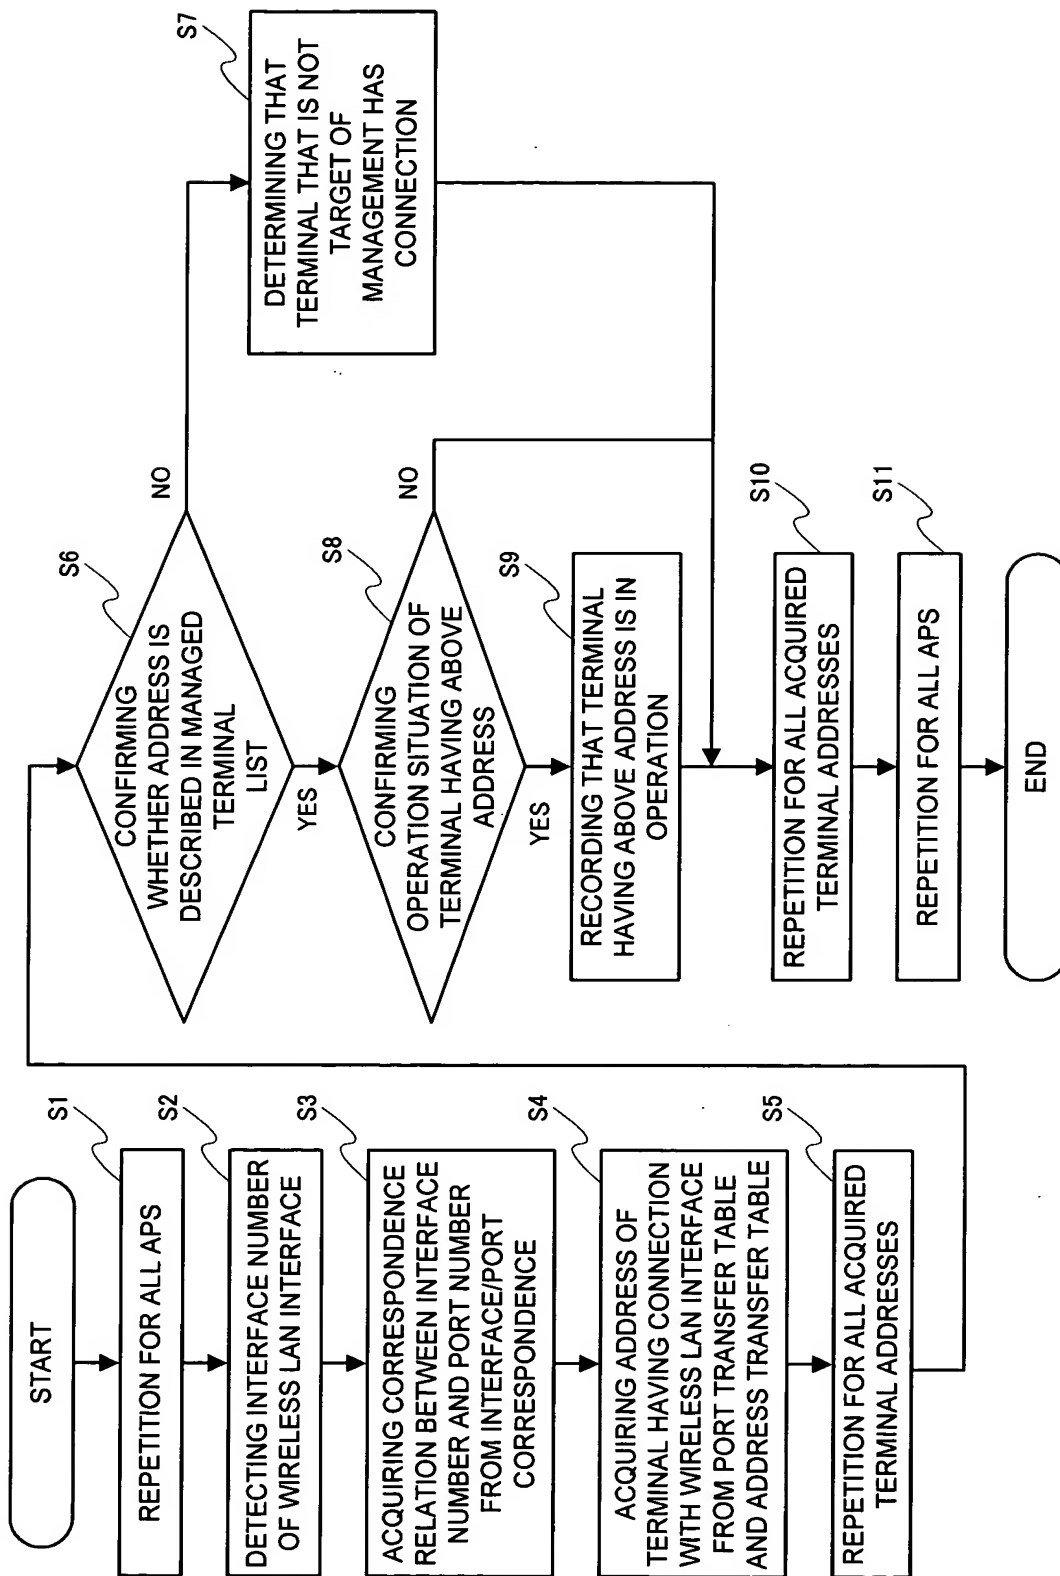 START
S1
REPETITION FOR ALL APS
S2
DETECTING INTERFACE NUMBER
OF WIRELESS LAN INTERFACE
S3
ACQUIRING CORRESPONDENCE
RELATION BETWEEN INTERFACE
NUMBER AND PORT NUMBER
FROM INTERFACE/PORT
CORRESPONDENCE
S4
ACQUIRING ADDRESS OF
TERMINAL HAVING CONNECTION
WITH WIRELESS LAN INTERFACE
FROM PORT TRANSFER TABLE
AND ADDRESS TRANSFER TABLE
S5
REPETITION FOR ALL ACQUIRED
TERMINAL ADDRESSES
S6
CONFIRMING
WHETHER ADDRESS IS
DESCRIBED IN MANAGED
TERMINAL
LIST
NO
YES
S7
DETERMINING THAT
TERMINAL THAT IS NOT
TARGET OF
MANAGEMENT HAS
CONNECTION
S8
CONFIRMING
OPERATION SITUATION OF
TERMINAL HAVING ABOVE
ADDRESS
NO
YES
S9
RECORDING THAT TERMINAL
HAVING ABOVE ADDRESS IS IN
OPERATION
S10
REPETITION FOR ALL ACQUIRED
TERMINAL ADDRESSES
S11
REPETITION FOR ALL APS
END